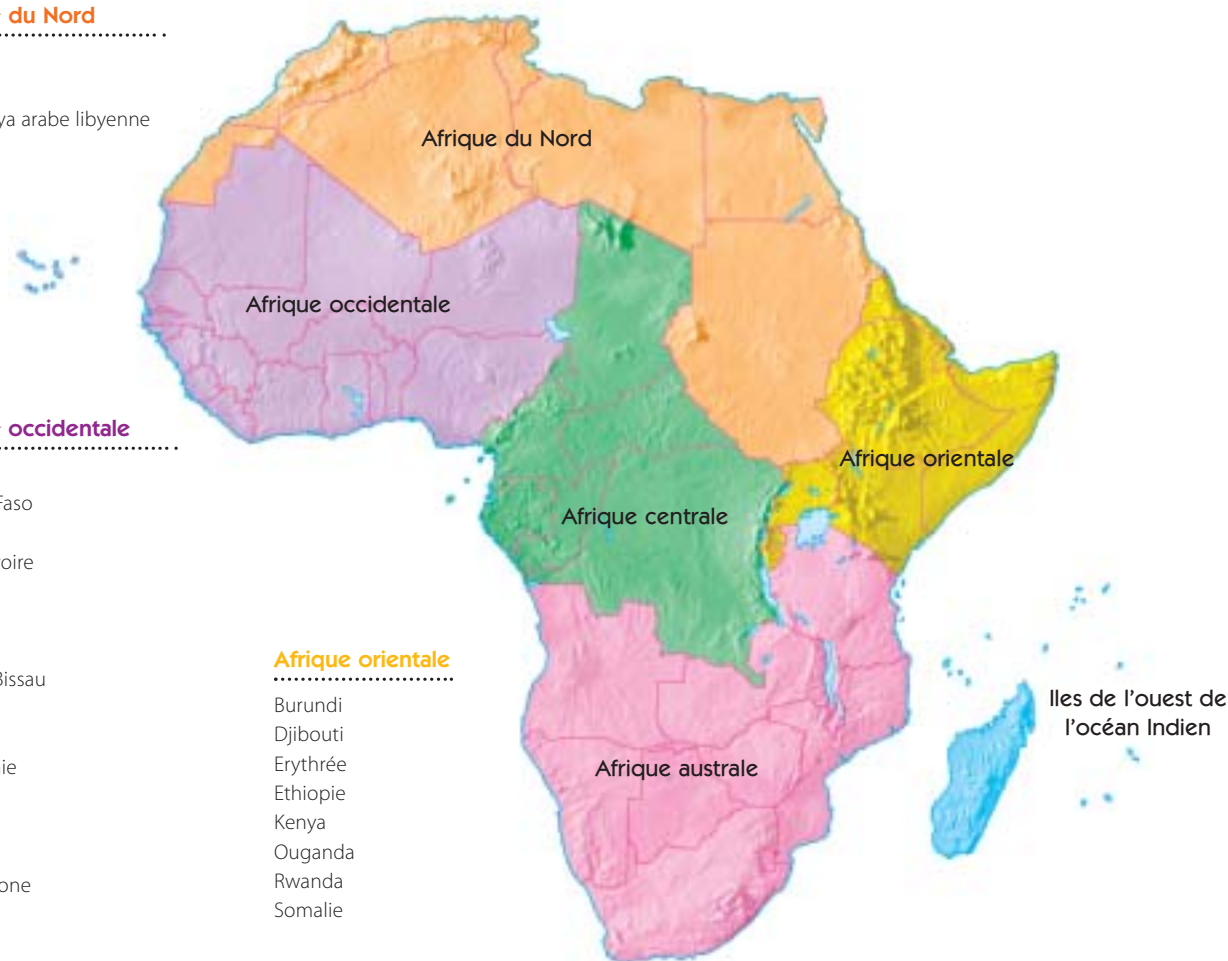 du Nord
ya arabe libyenne
occidentale
Faso
oire
Bissau
ie
one
Afrique orientale
Burundi
Djibouti
Erythrée
Ethiopie
Kenya
Ouganda
Rwanda
Somalie
Afrique du Nord
Afrique occidentale
Afrique centrale
Afrique orientale
Afrique australe
Iles de l'ouest de
l'océan Indien